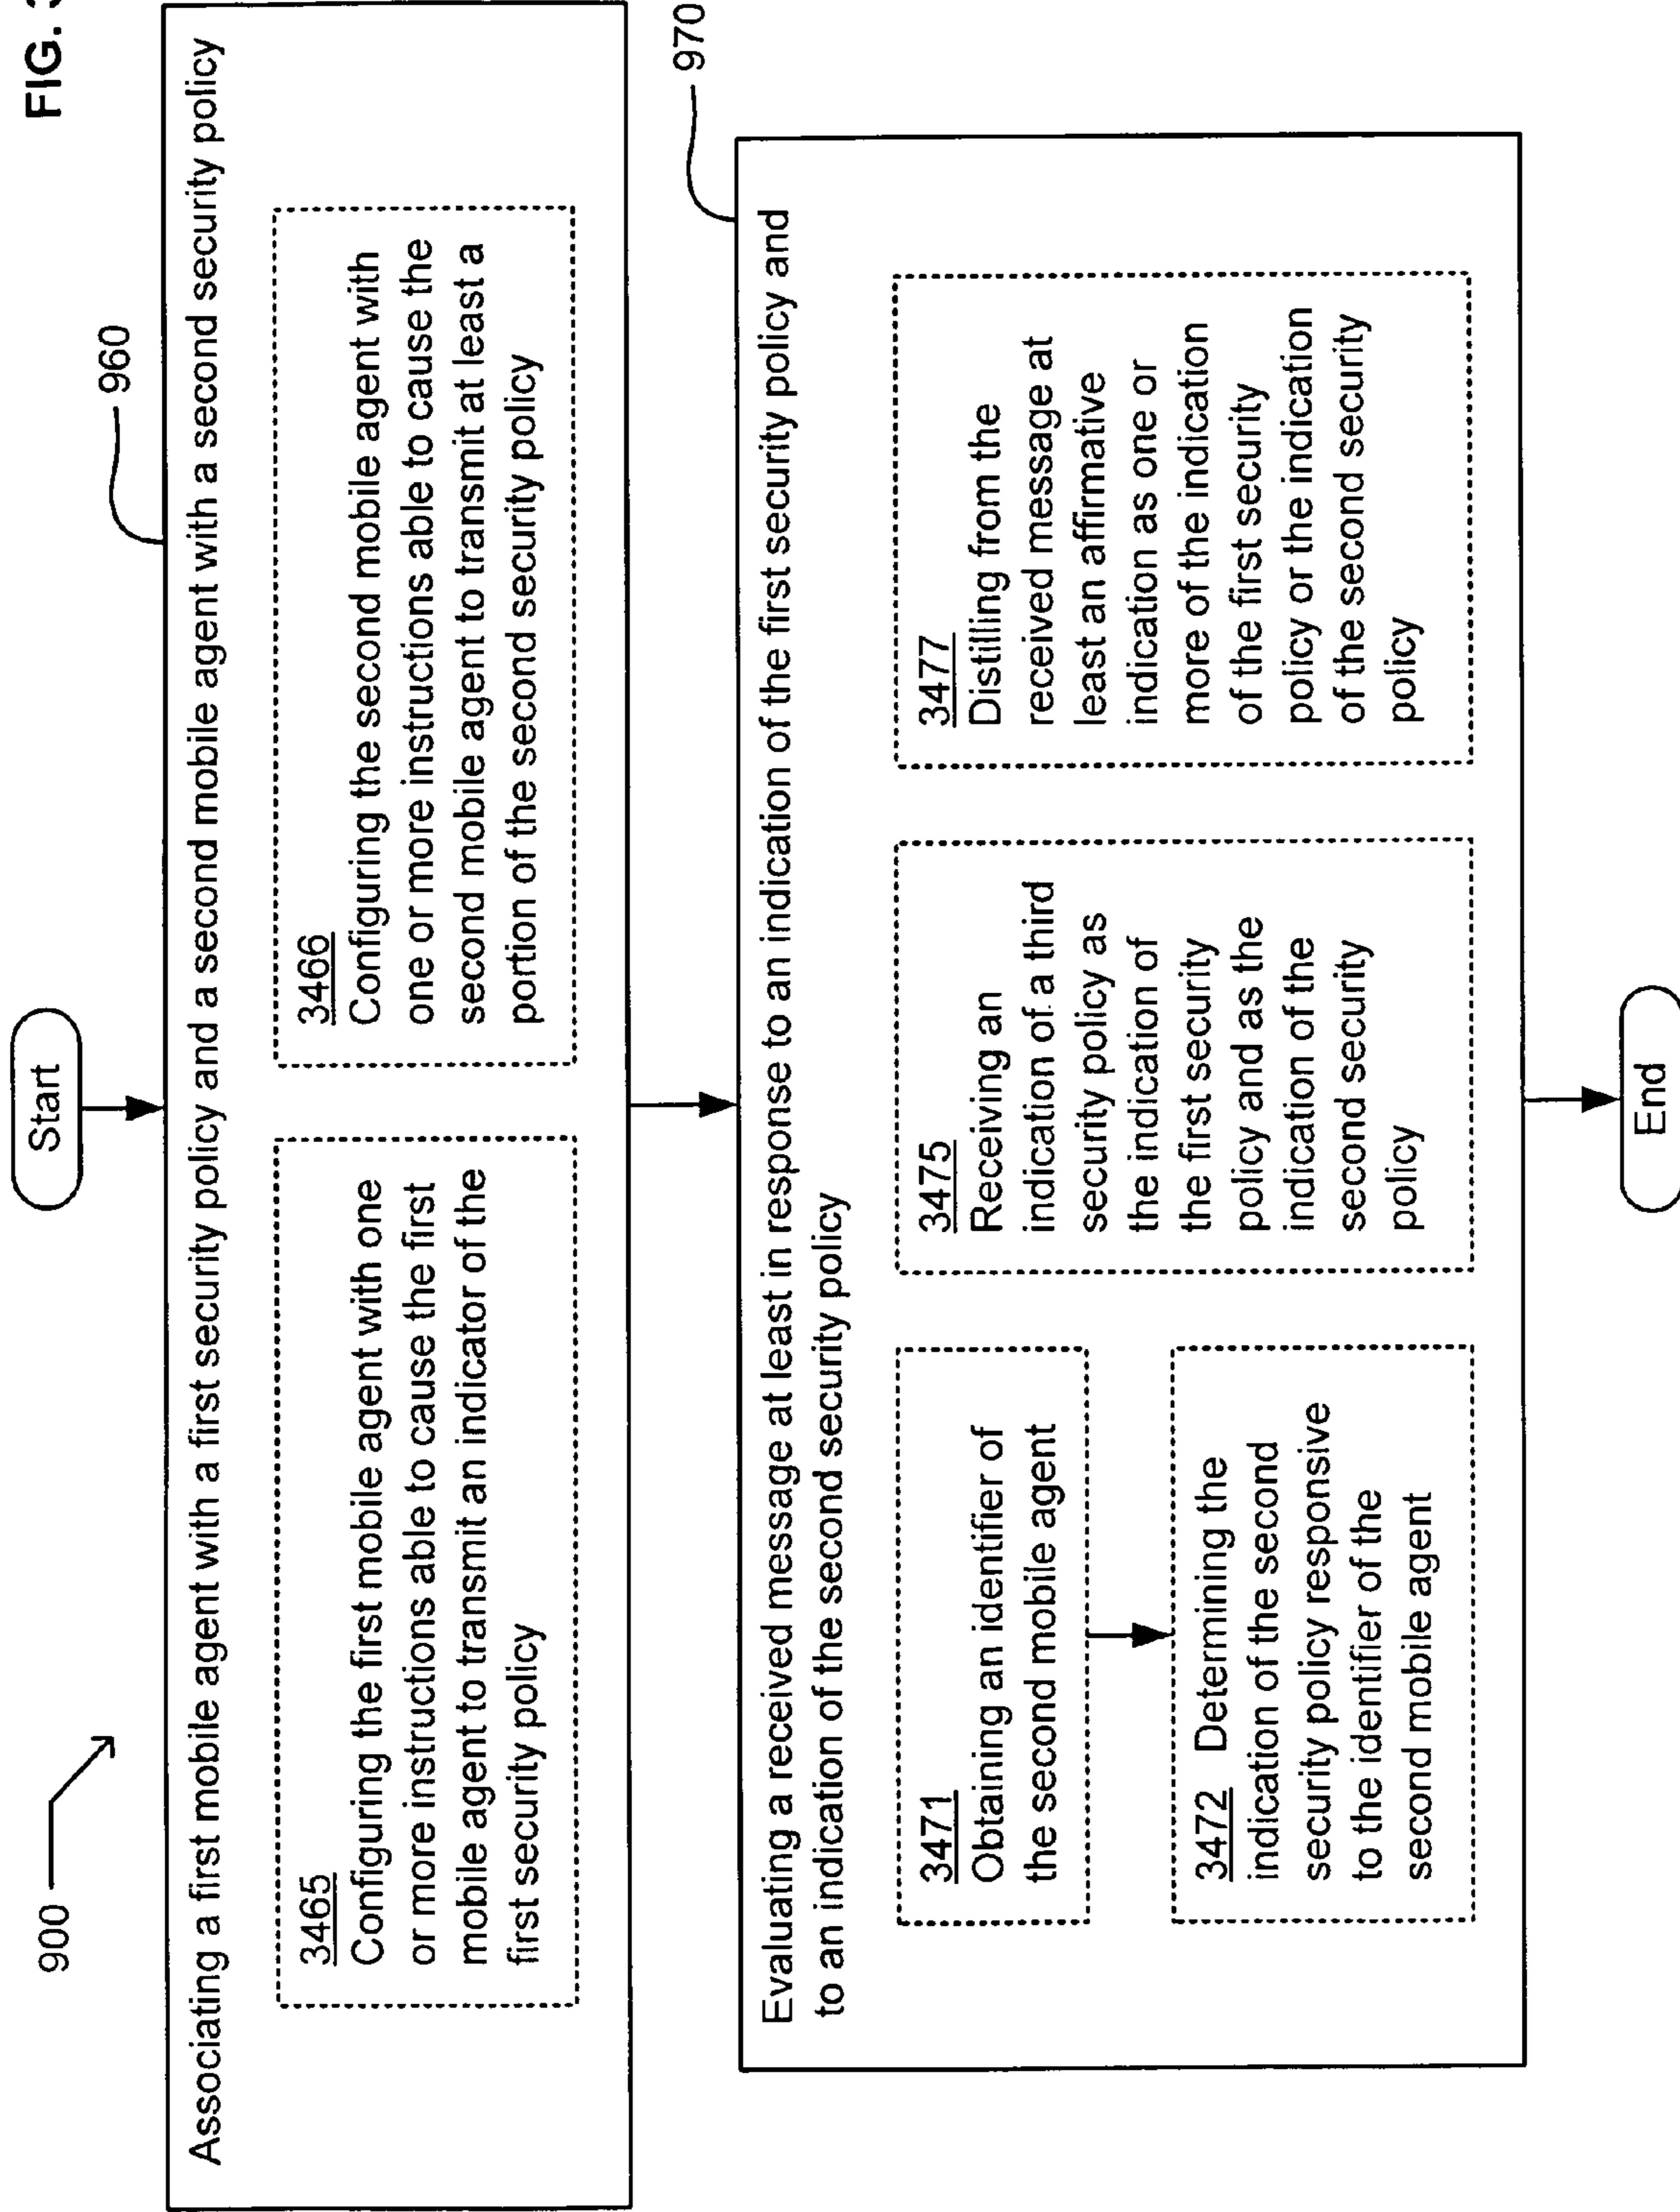 FIG.
900
Start
960
Associating a first mobile agent with a first security policy and a second mobile agent with a second security policy
3465
Configuring the first mobile agent with one
or more instructions able to cause the first
mobile agent to transmit an indicator of the
first security policy
3466
Configuring the second mobile agent with
one or more instructions able to cause the
second mobile agent to transmit at least a
portion of the second security policy
970
Evaluating a received message at least in response to an indication of the first security policy and
to an indication of the second security policy
3471
Obtaining an identifier of
the second mobile agent
3472 Determining the
indication of the second
security policy responsive
to the identifier of the
second mobile agent
3475
Receiving an
indication of a third
security policy as
the indication of
the first security
policy and as the
indication of the
second security
policy
3477
Distilling from the
received message at
least an affirmative
indication as one or
more of the indication
of the first security
policy or the indication
of the second security
policy
End